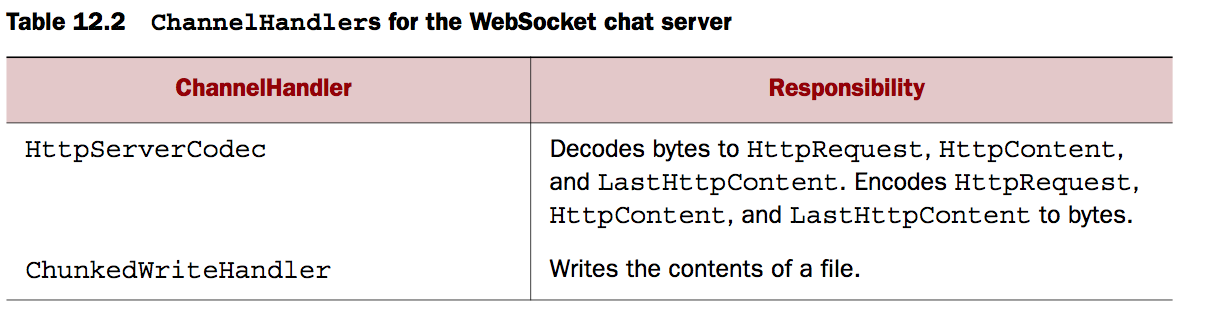 Table 12.2 ChannelHandlers for the WebSocket chat server
ChannelHandler Responsibility
HttpServerCodec
Decodes bytes to HttpRequest, HttpContent,
and LastHttpContent. Encodes HttpRequest,
HttpContent, and LastHttpContent to bytes.
ChunkedWriteHandler
Writes the contents of a file.